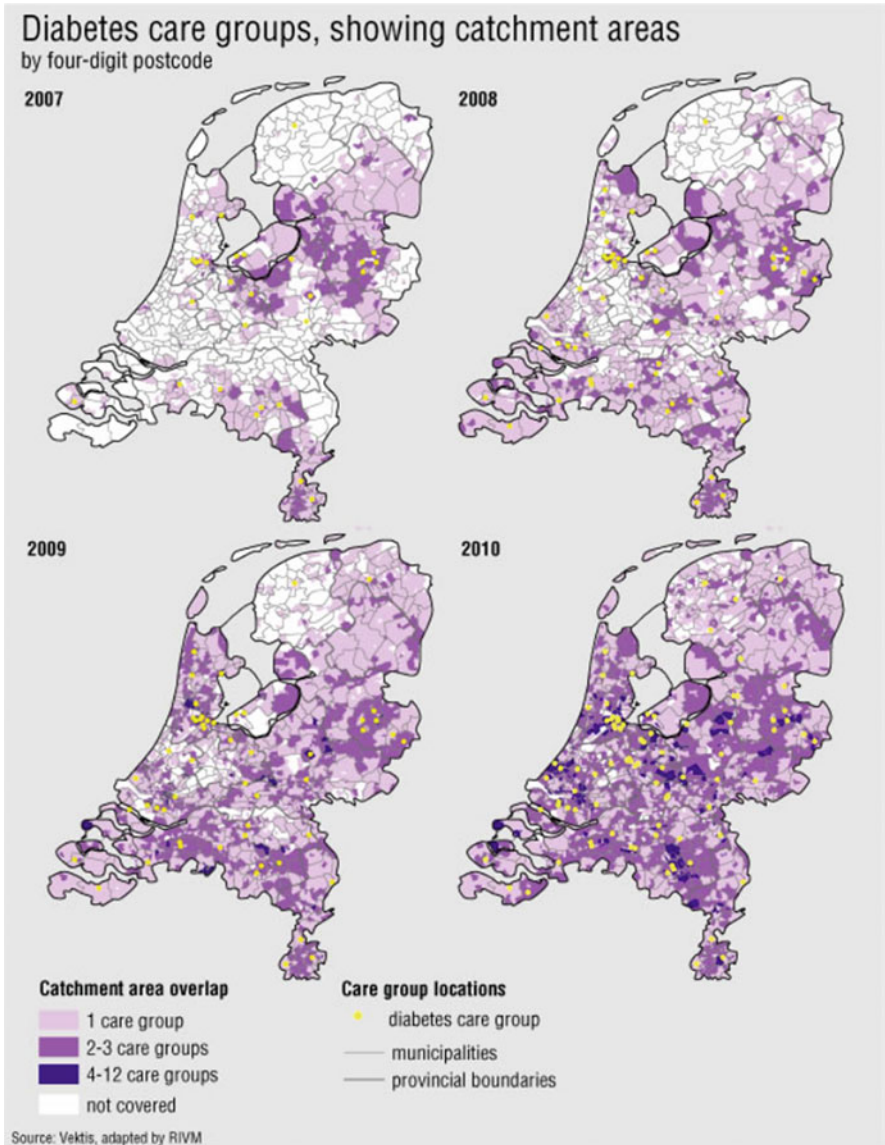 Diabetes care groups, showing catchment areas
by four-digit postcode
2007
2008
2009
2010
Catchment area overlap
1 care group
2-3 care groups
4-12 care groups
not covered
Care group locations
diabetes care group
municipalities
provincial boundaries
Source: Vektis, adapted by RIVM